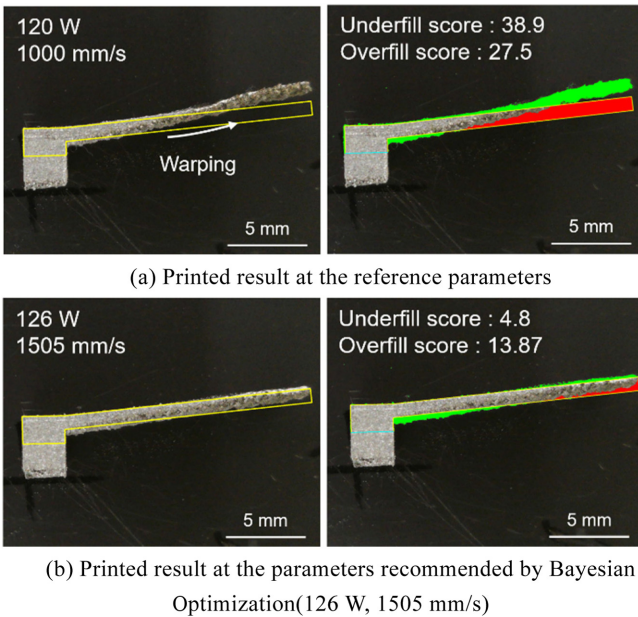 120 W
1000 mm/s
Warping
5 mm
Underfill score : 38.9
Overfill score : 27.5
5 mm
(a) Printed result at the reference parameters
126 W
1505 mm/s
5 mm
Underfill score : 4.8
Overfill score : 13.87
5 mm
(b) Printed result at the parameters recommended by Bayesian
Optimization(126 W, 1505 mm/s)